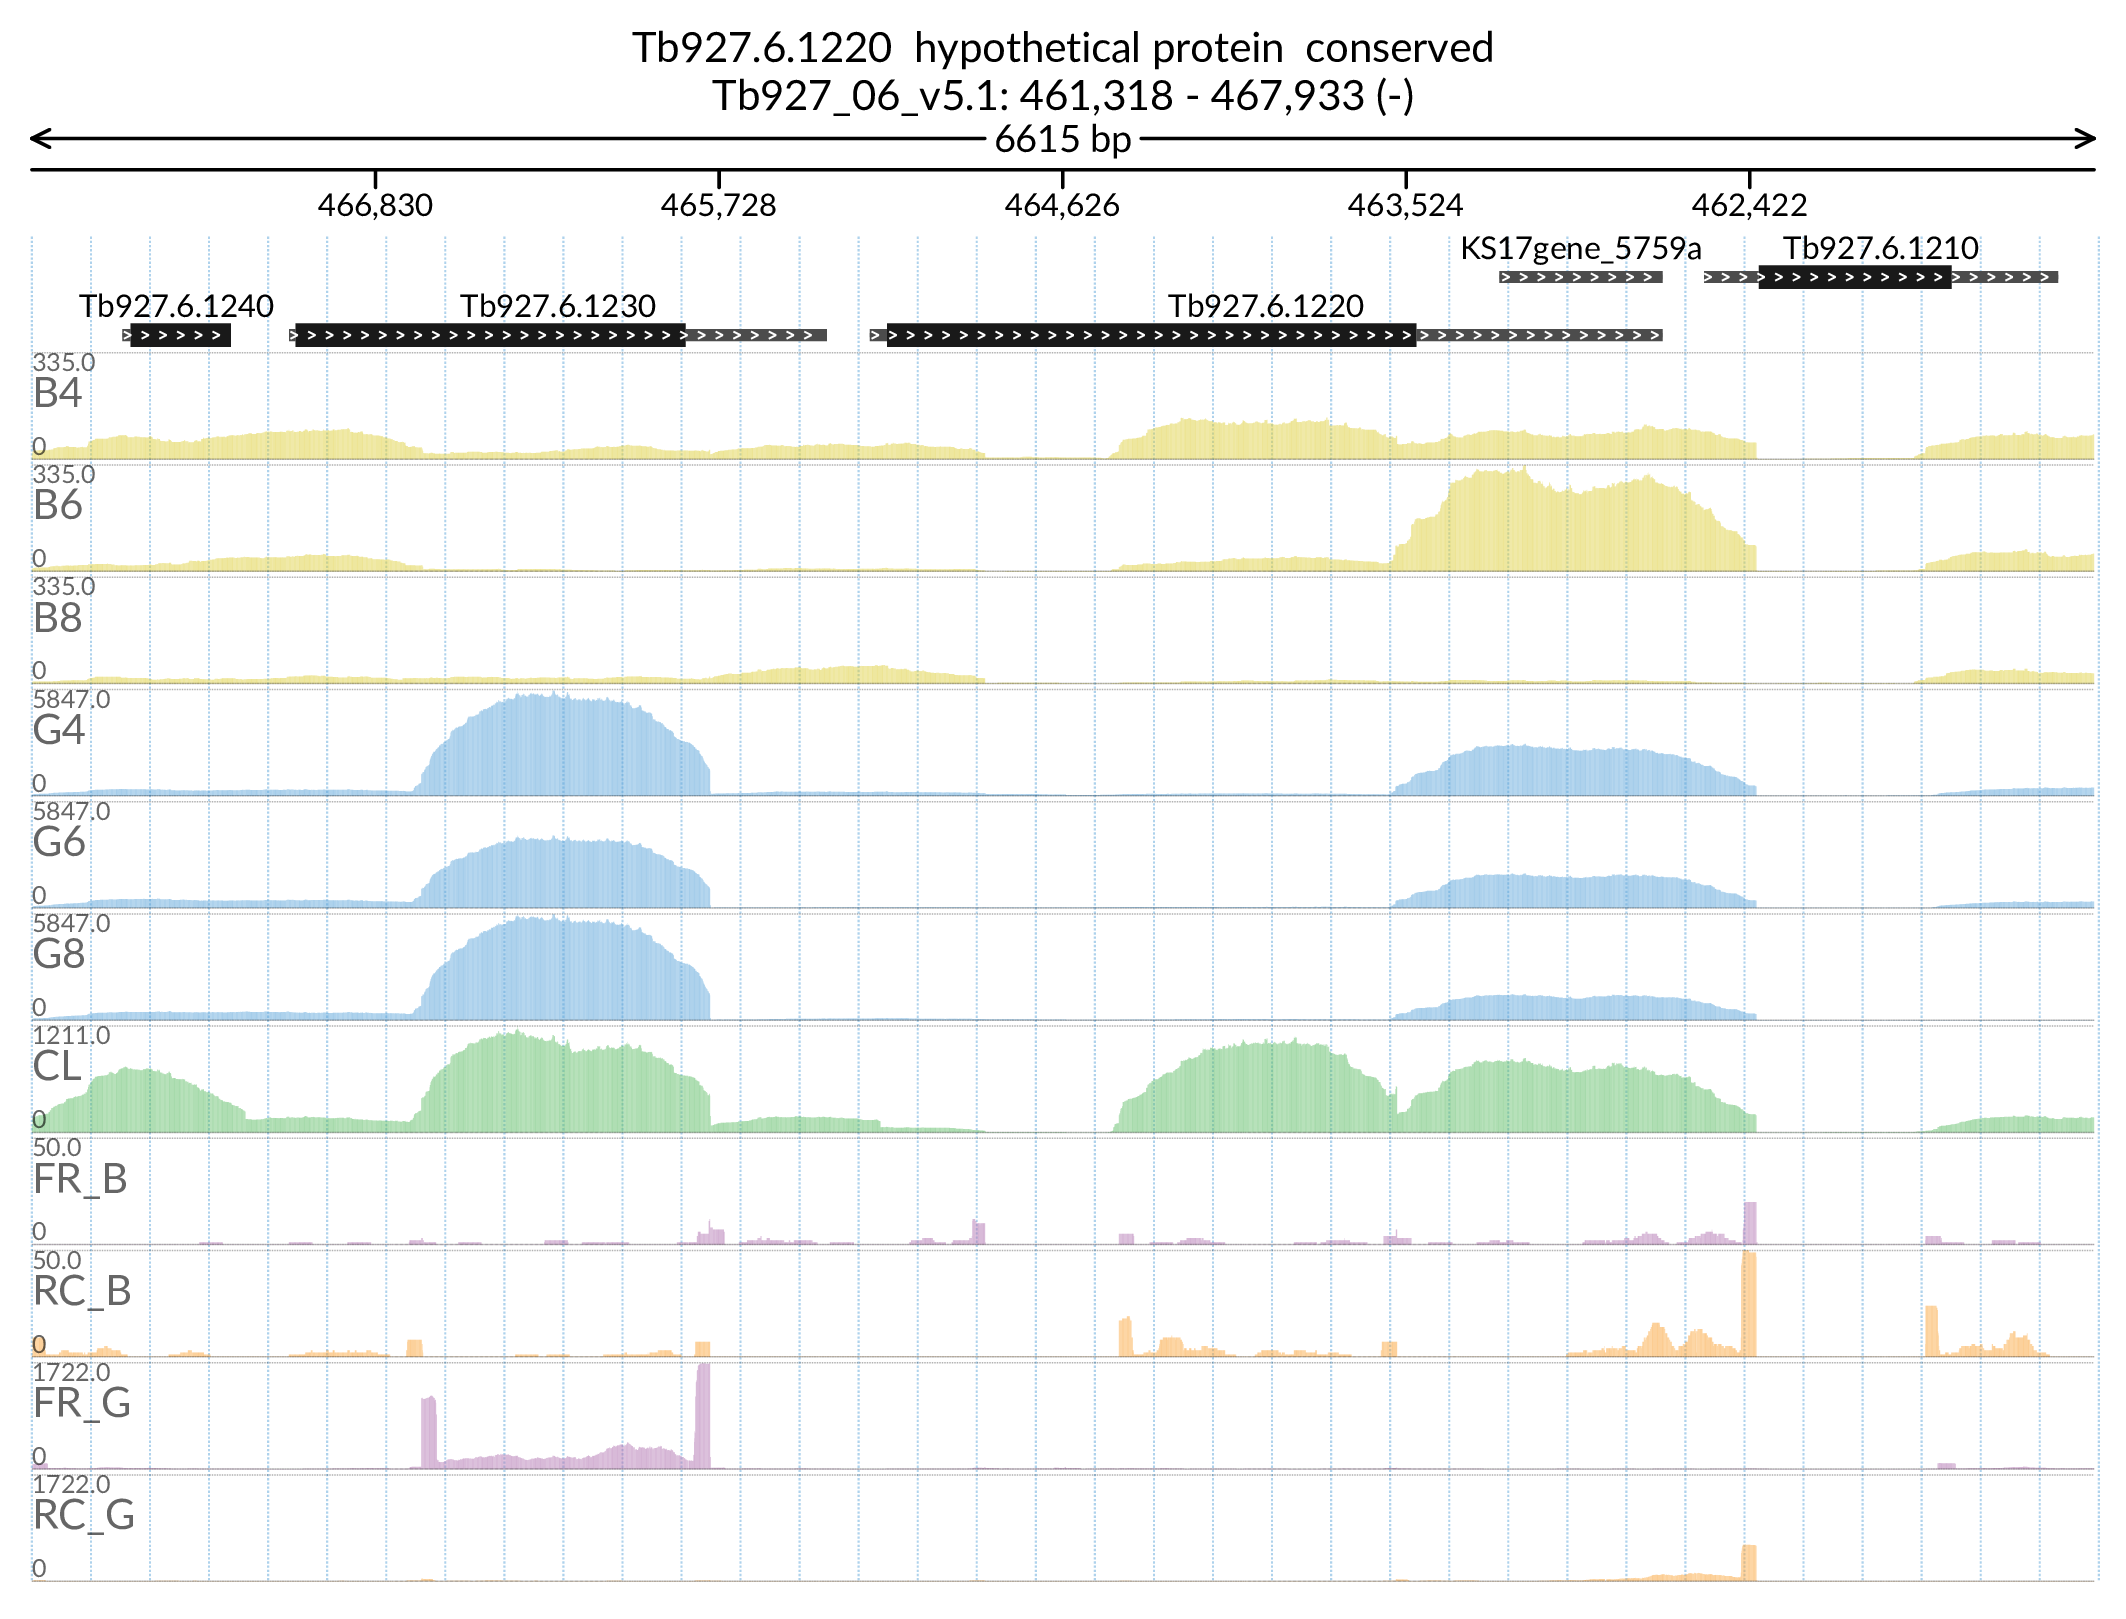 Tb927.6.1220 hypothetical protein conserved
Tb927_06_v5.1: 461,318 - 467,933 (-)
6615 bp
466,830 465,728 464,626 463,524 462,422
KS17gene_5759a Tb927.6.1210
Tb927.6.1240 Tb927.6.1230 Tb927.6.1220
335.0
B4
0
335.0
B6
0
335.0
B8
0
5847.0
G4
0
5847.0
G6
0
5847.0
G8
0
1211.0
CL
0
50.0
FR_B
0
50.0
RC_B
0
1722.0
FR_G
0
1722.0
RC_G
0